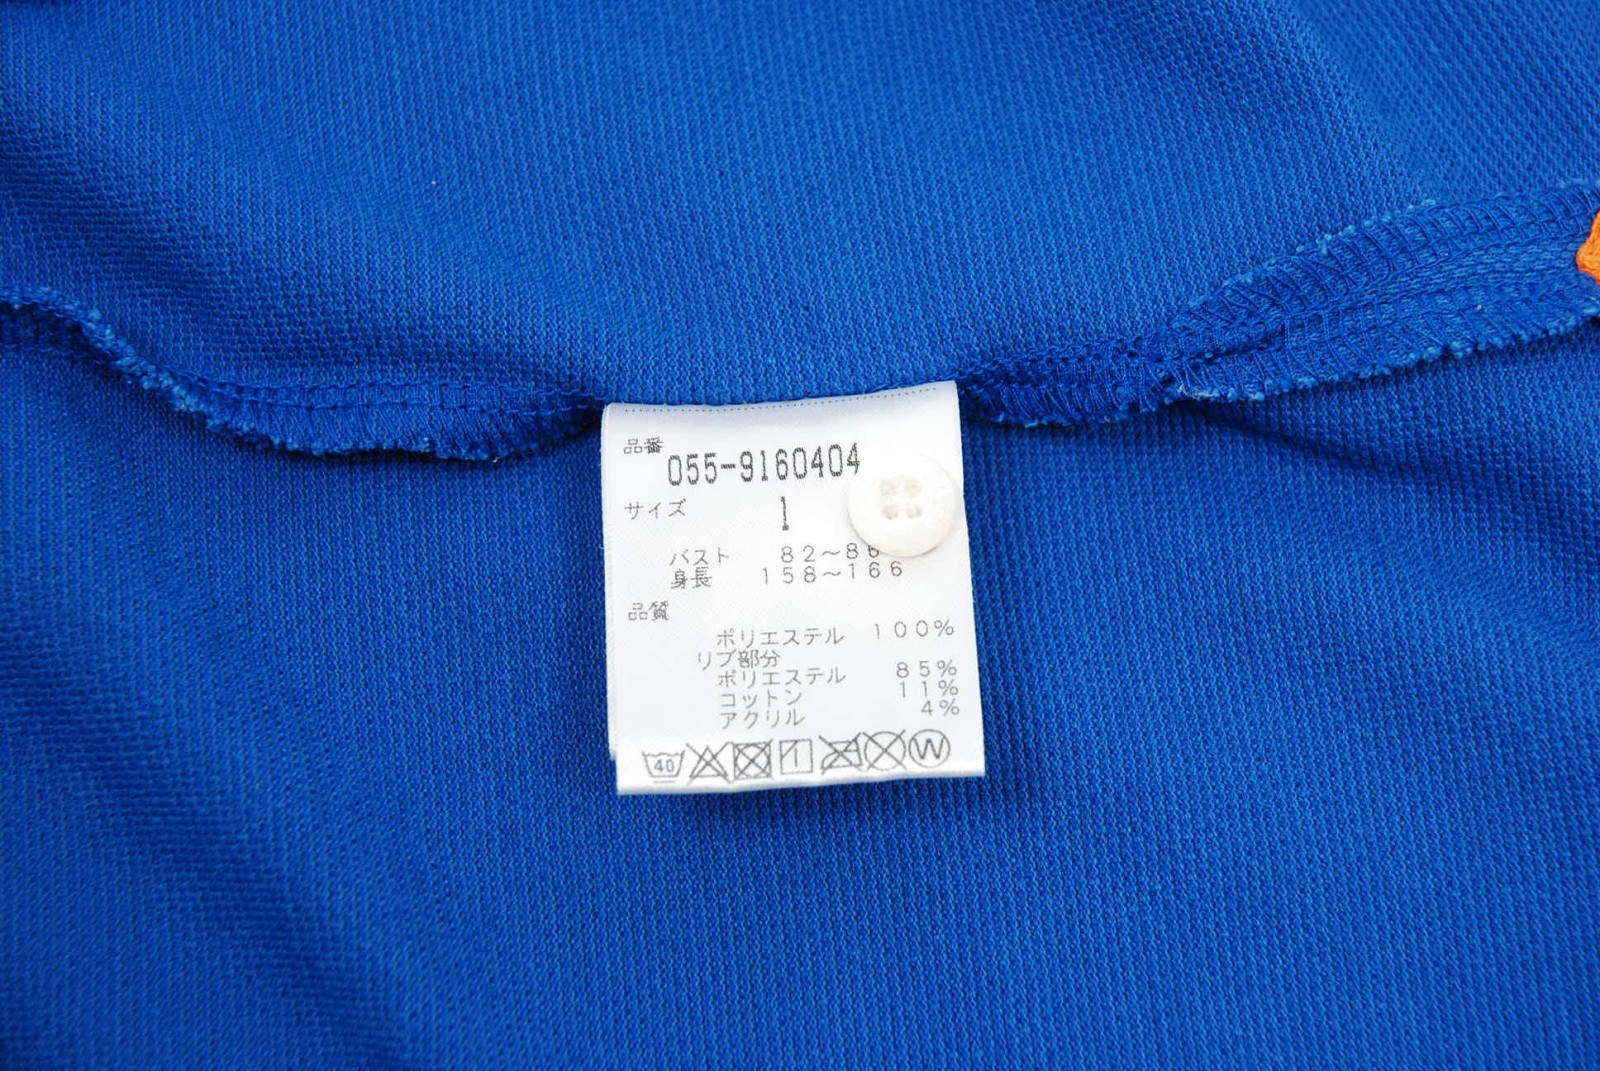 品番
055-9160404
サイズ 1
バスト 82~86
身長 158~166
品質
ポリエステル 100%
リブ部分
ポリエステル 85%
コットン 11%
アクリル 4%
40 W